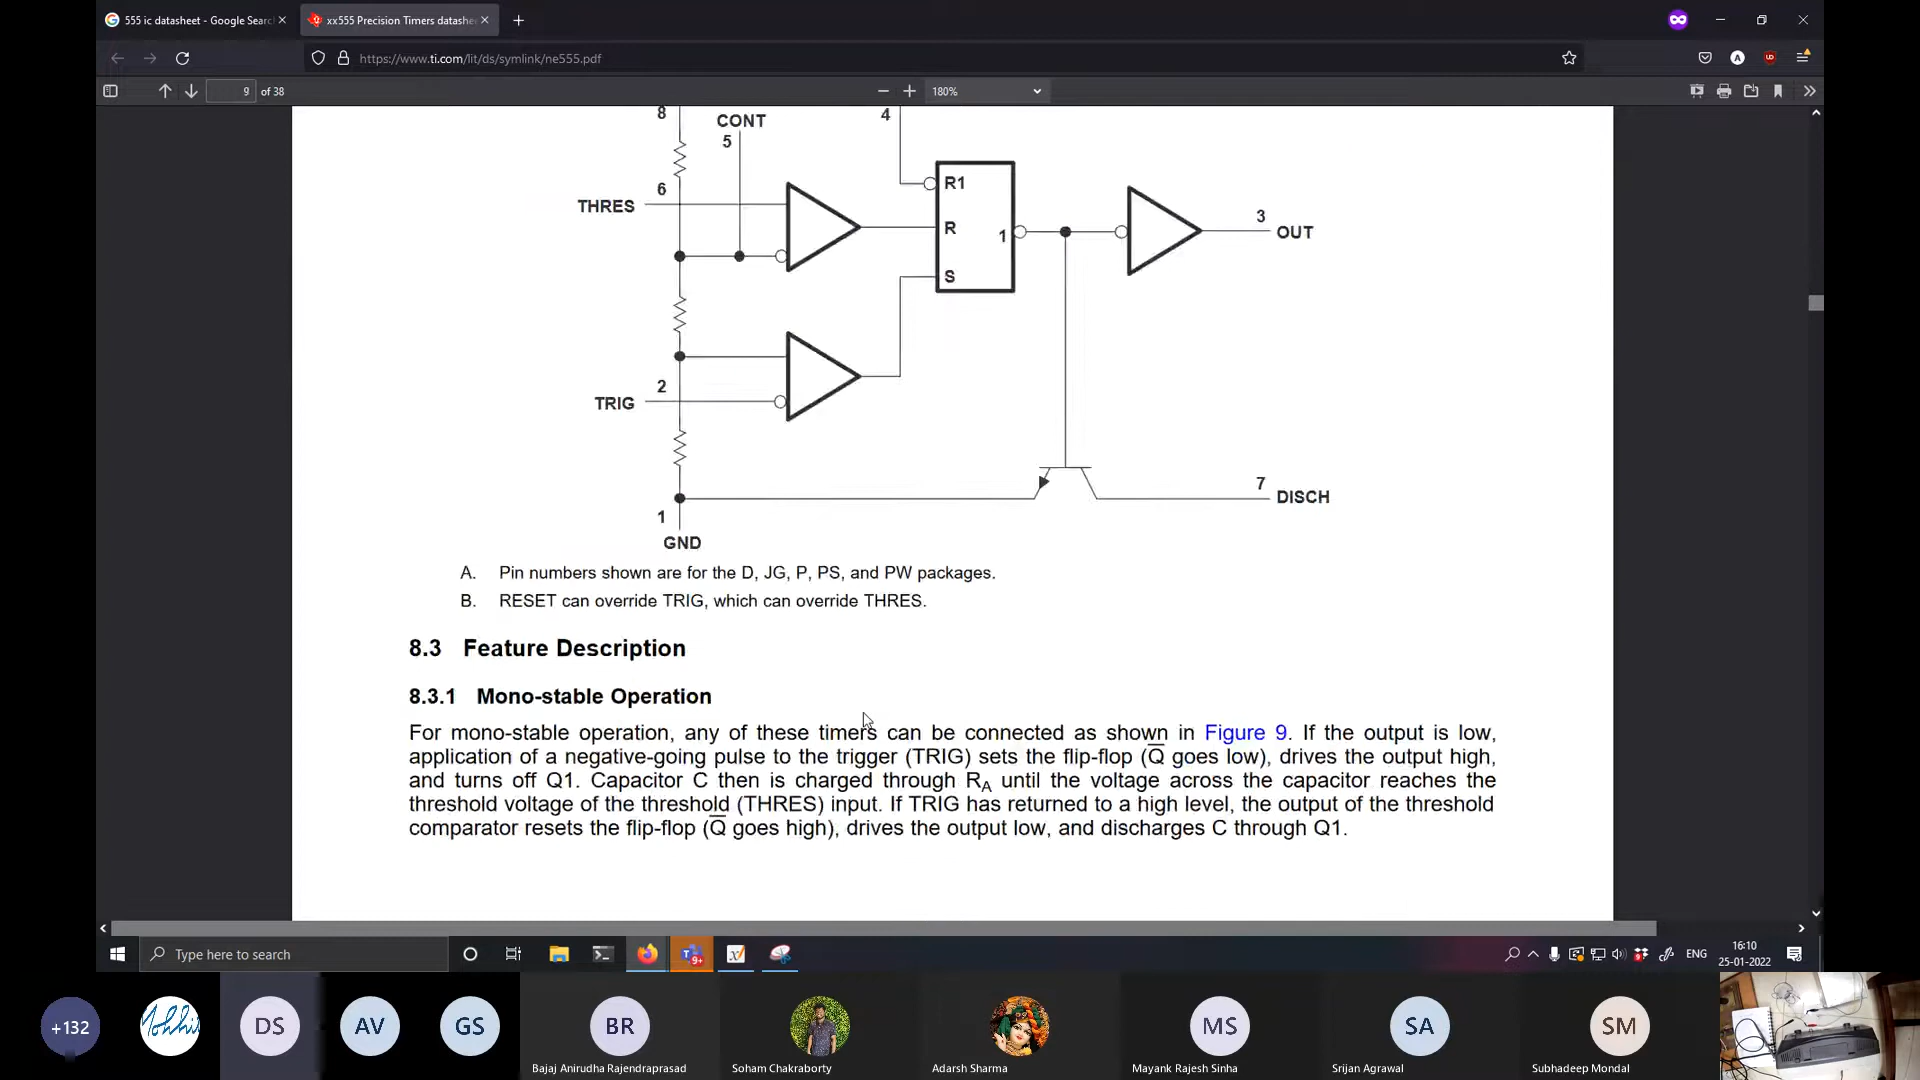 555 ic datasheet - Google Searc
xx555 Precision Timers datashe
https://www.ti.com/lit/ds/symlink/ne555.pdf
9 of 38
180%
8
CONT
5
4
6
THRES
R1
R
1
S
3
OUT
2
TRIG
7
DISCH
1
GND
A. Pin numbers shown are for the D, JG, P, PS, and PW packages.
B. RESET can override TRIG, which can override THRES.
8.3 Feature Description
8.3.1 Mono-stable Operation
For mono-stable operation, any of these timers can be connected as shown in Figure 9. If the output is low,
application of a negative-going pulse to the trigger (TRIG) sets the flip-flop (Q̅ goes low), drives the output high,
and turns off Q1. Capacitor C then is charged through RA until the voltage across the capacitor reaches the
threshold voltage of the threshold (THRES) input. If TRIG has returned to a high level, the output of the threshold
comparator resets the flip-flop (Q̅ goes high), drives the output low, and discharges C through Q1.
Type here to search
9+
ENG
16:10
25-01-2022
+132
Mohhit
DS
AV
GS
BR
MS
SA
SM
Bajaj Anirudha Rajendraprasad
Soham Chakraborty
Adarsh Sharma
Mayank Rajesh Sinha
Srijan Agrawal
Subhadeep Mondal